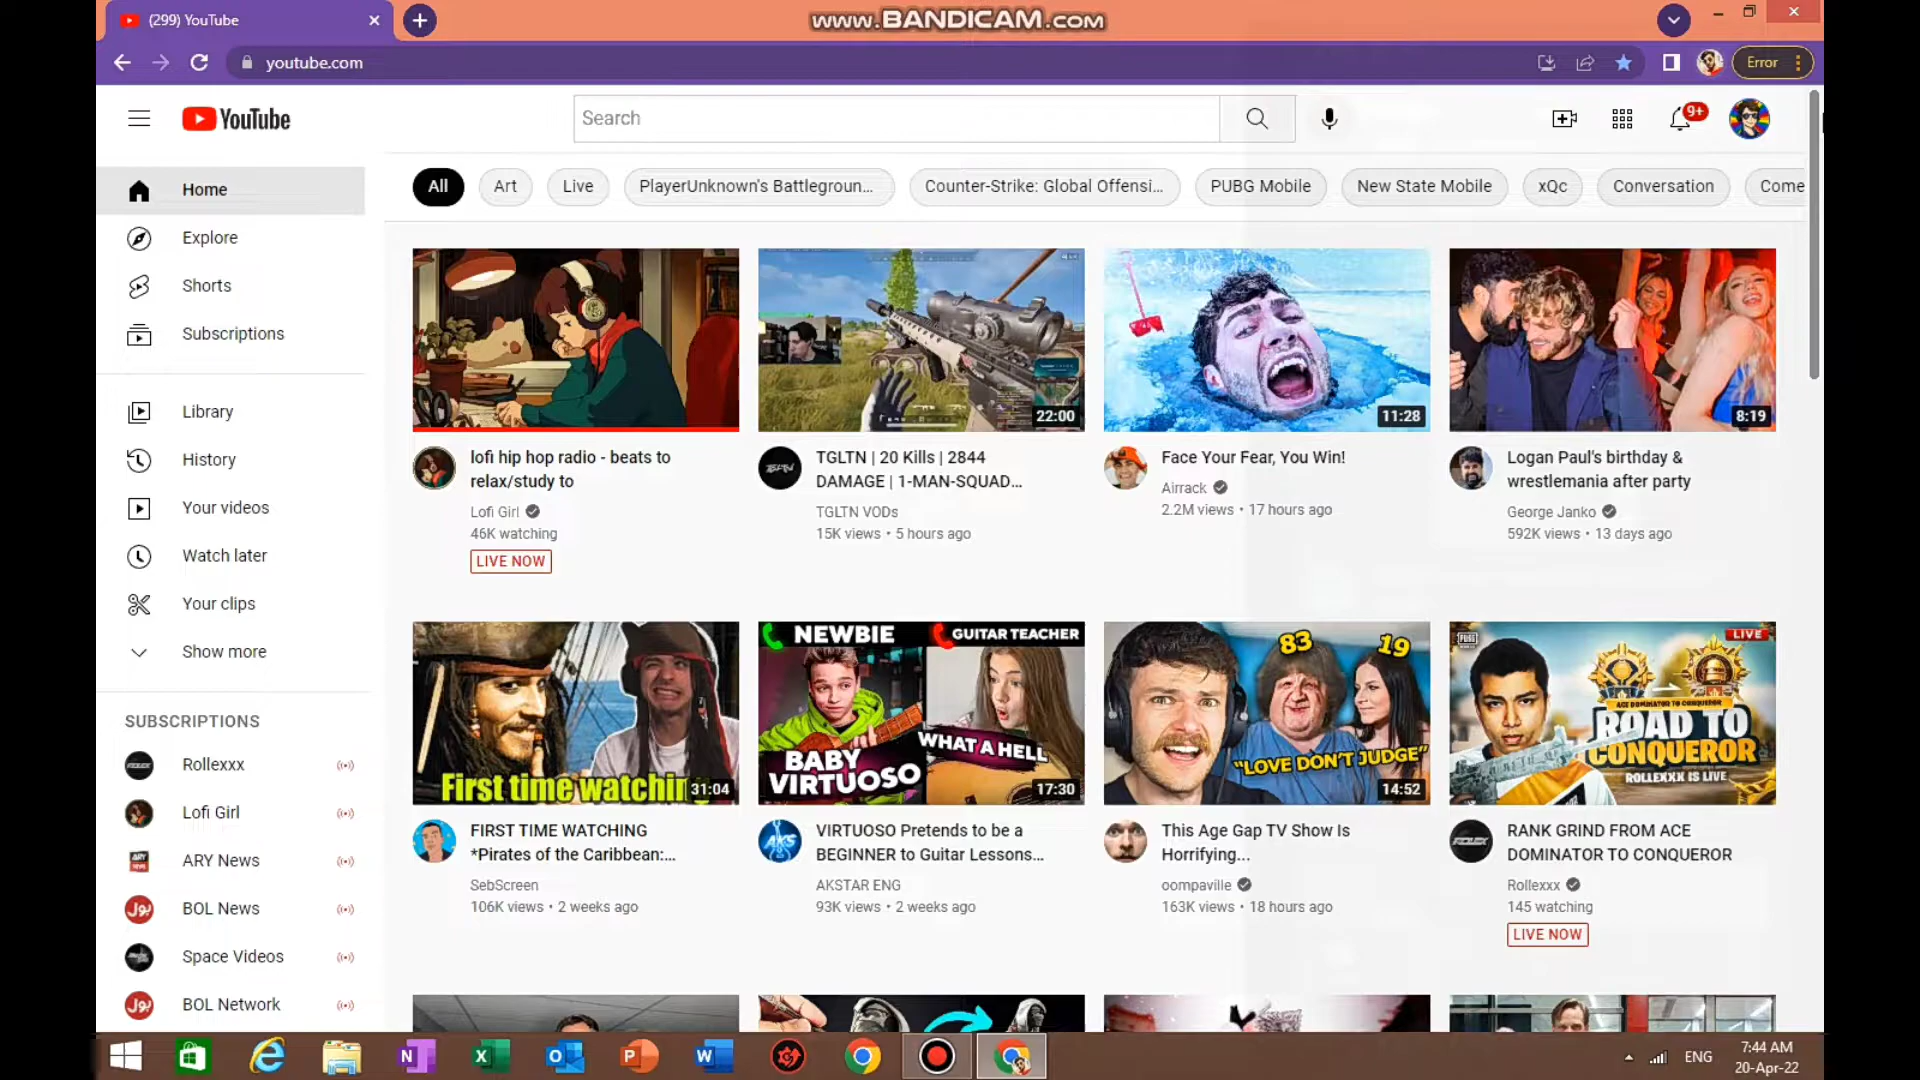 (299) YouTube
www.BANDICAM.com
youtube.com
Error
YouTube
Search
9+
Home
Explore
Shorts
Subscriptions
Library
History
Your videos
Watch later
Your clips
Show more
SUBSCRIPTIONS
Rollexxx
Lofi Girl
ARY News
BOL News
Space Videos
BOL Network
All
Art
Live
PlayerUnknown's Battlegroun...
Counter-Strike: Global Offensi...
PUBG Mobile
New State Mobile
xQc
Conversation
Come
lofi hip hop radio - beats to
relax/study to
Lofi Girl
46K watching
LIVE NOW
22:00
TGLTN | 20 Kills | 2844
DAMAGE | 1-MAN-SQUAD...
TGLTN VODs
15K views • 5 hours ago
11:28
Face Your Fear, You Win!
Airrack
2.2M views • 17 hours ago
8:19
Logan Paul's birthday &
wrestlemania after party
George Janko
592K views • 13 days ago
First time watchin
31:04
FIRST TIME WATCHING
*Pirates of the Caribbean:...
SebScreen
106K views • 2 weeks ago
NEWBIE
GUITAR TEACHER
BABY
VIRTUOSO
WHAT A HELL
17:30
VIRTUOSO Pretends to be a
BEGINNER to Guitar Lessons...
AKSTAR ENG
93K views • 2 weeks ago
83
19
"LOVE DON'T JUDGE"
14:52
This Age Gap TV Show Is
Horrifying...
oompaville
163K views • 18 hours ago
LIVE
ACE DOMINATOR TO CONQUEROR
ROAD TO
CONQUEROR
ROLLEXXX IS LIVE
RANK GRIND FROM ACE
DOMINATOR TO CONQUEROR
Rollexxx
145 watching
LIVE NOW
ENG
7:44 AM
20-Apr-22